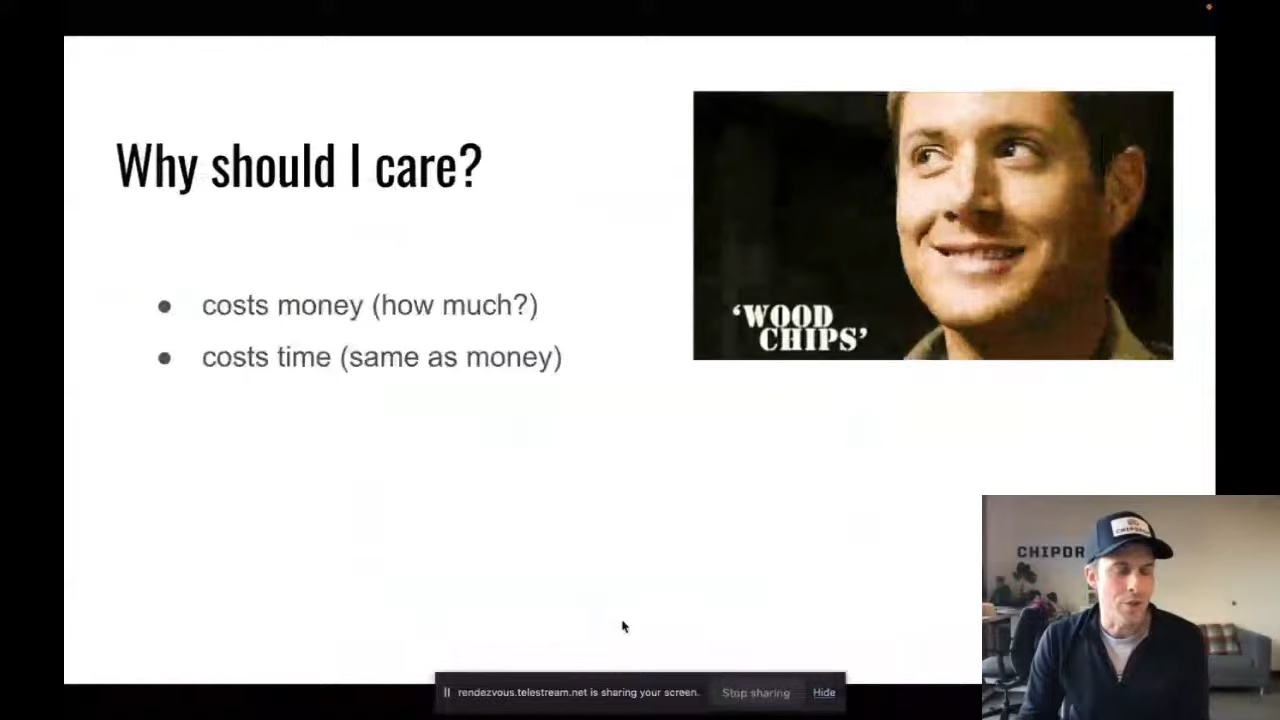 Why should I care?
● costs money (how much?)
● costs time (same as money)
‘WOOD
CHIPS’
CHIPDR
rendezvous.telestream.net is sharing your screen.
Stop sharing
Hide